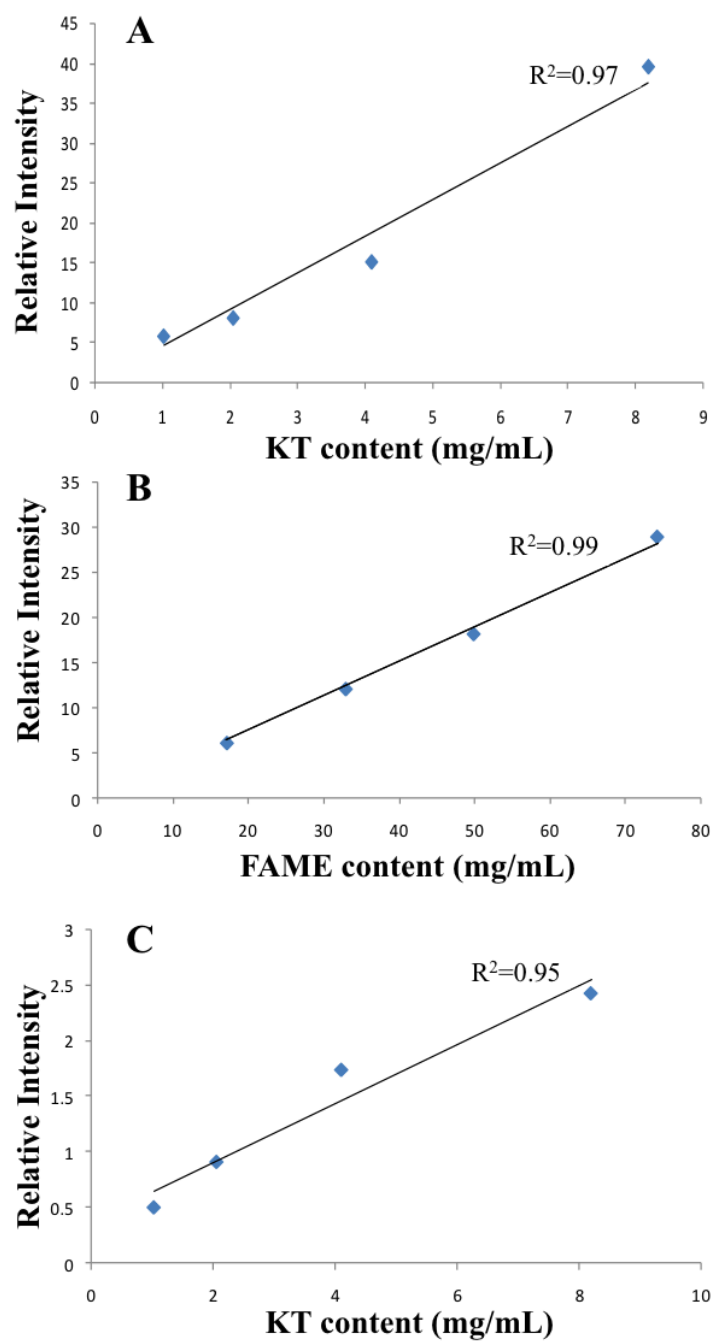 A
R²=0.97
Relative Intensity
45
40
35
30
25
20
15
10
5
0
0 1 2 3 4 5 6 7 8 9
KT content (mg/mL)
B
R²=0.99
Relative Intensity
35
30
25
20
15
10
5
0
0 10 20 30 40 50 60 70 80
FAME content (mg/mL)
C
R²=0.95
Relative Intensity
3
2.5
2
1.5
1
0.5
0
0 2 4 6 8 10
KT content (mg/mL)